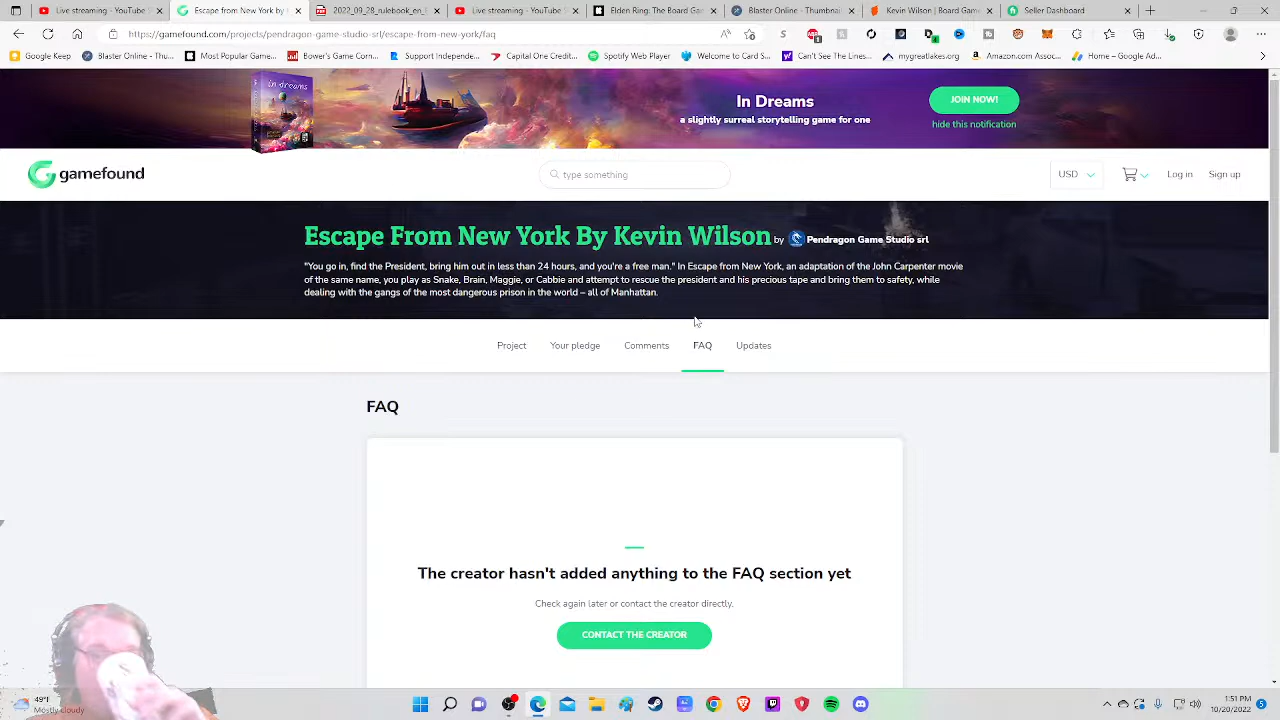 Live streaming - YouTube
Escape from New York by
2022_09_28_rulebook_en_l
Live streaming - YouTube
Elden Ring: The Board Gam
Blaster Online - Thumbnail
Kevin Wilson | Board Game
Seller Dashboard
https://gamefound.com/projects/pendragon-game-studio-srl/escape-from-new-york/faq
Google Keep
Blaster Online - Thu...
Most Popular Game...
Bower's Game Corn...
Support Independe...
Capital One Credit...
Spotify Web Player
Welcome to Card S...
Can't See The Lines...
mygreatlakes.org
Amazon.com Assoc...
Home – Google Ad...
in dreams
In Dreams
a slightly surreal storytelling game for one
JOIN NOW!
hide this notification
gamefound
type something
USD
Log in
Sign up
Escape From New York By Kevin Wilson by Pendragon Game Studio srl
"You go in, find the President, bring him out in less than 24 hours, and you're a free man." In Escape from New York, an adaptation of the John Carpenter movie
of the same name, you play as Snake, Brain, Maggie, or Cabbie and attempt to rescue the president and his precious tape and bring them to safety, while
dealing with the gangs of the most dangerous prison in the world – all of Manhattan.
Project
Your pledge
Comments
FAQ
Updates
FAQ
The creator hasn't added anything to the FAQ section yet
Check again later or contact the creator directly.
CONTACT THE CREATOR
49°F
Mostly cloudy
1:51 PM
10/20/2022